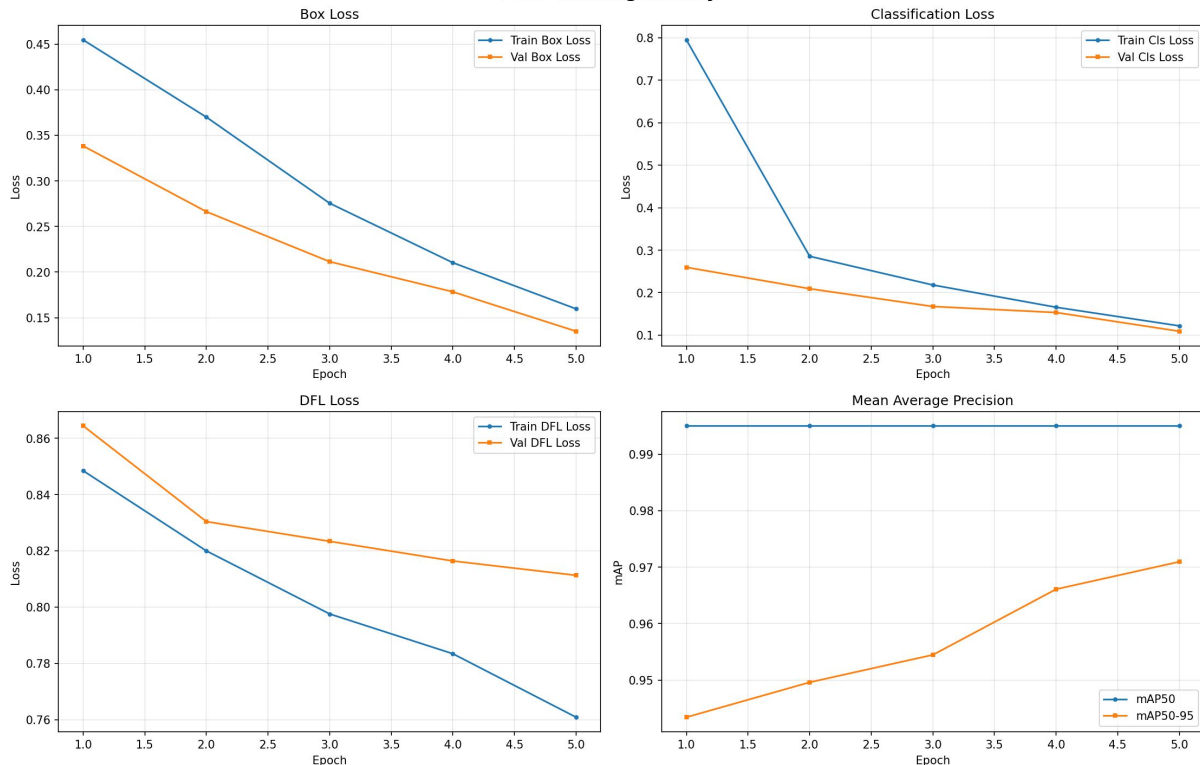 Box Loss
Train Box Loss
Val Box Loss
0.45
0.40
0.35
0.30
0.25
0.20
0.15
Loss
1.0 1.5 2.0 2.5 3.0 3.5 4.0 4.5 5.0
Epoch
Classification Loss
Train Cls Loss
Val Cls Loss
0.8
0.7
0.6
0.5
0.4
0.3
0.2
0.1
Loss
1.0 1.5 2.0 2.5 3.0 3.5 4.0 4.5 5.0
Epoch
DFL Loss
Train DFL Loss
Val DFL Loss
0.86
0.84
0.82
0.80
0.78
0.76
Loss
1.0 1.5 2.0 2.5 3.0 3.5 4.0 4.5 5.0
Epoch
Mean Average Precision
0.99
0.98
0.97
0.96
0.95
mAP
mAP50
mAP50-95
1.0 1.5 2.0 2.5 3.0 3.5 4.0 4.5 5.0
Epoch